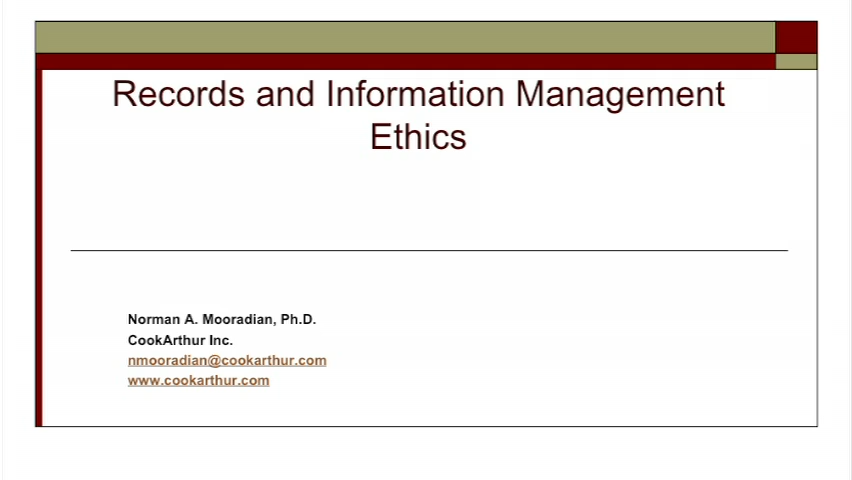 Records and Information Management
Ethics
Norman A. Mooradian, Ph.D.
CookArthur Inc.
nmooradian@cookarthur.com
www.cookarthur.com